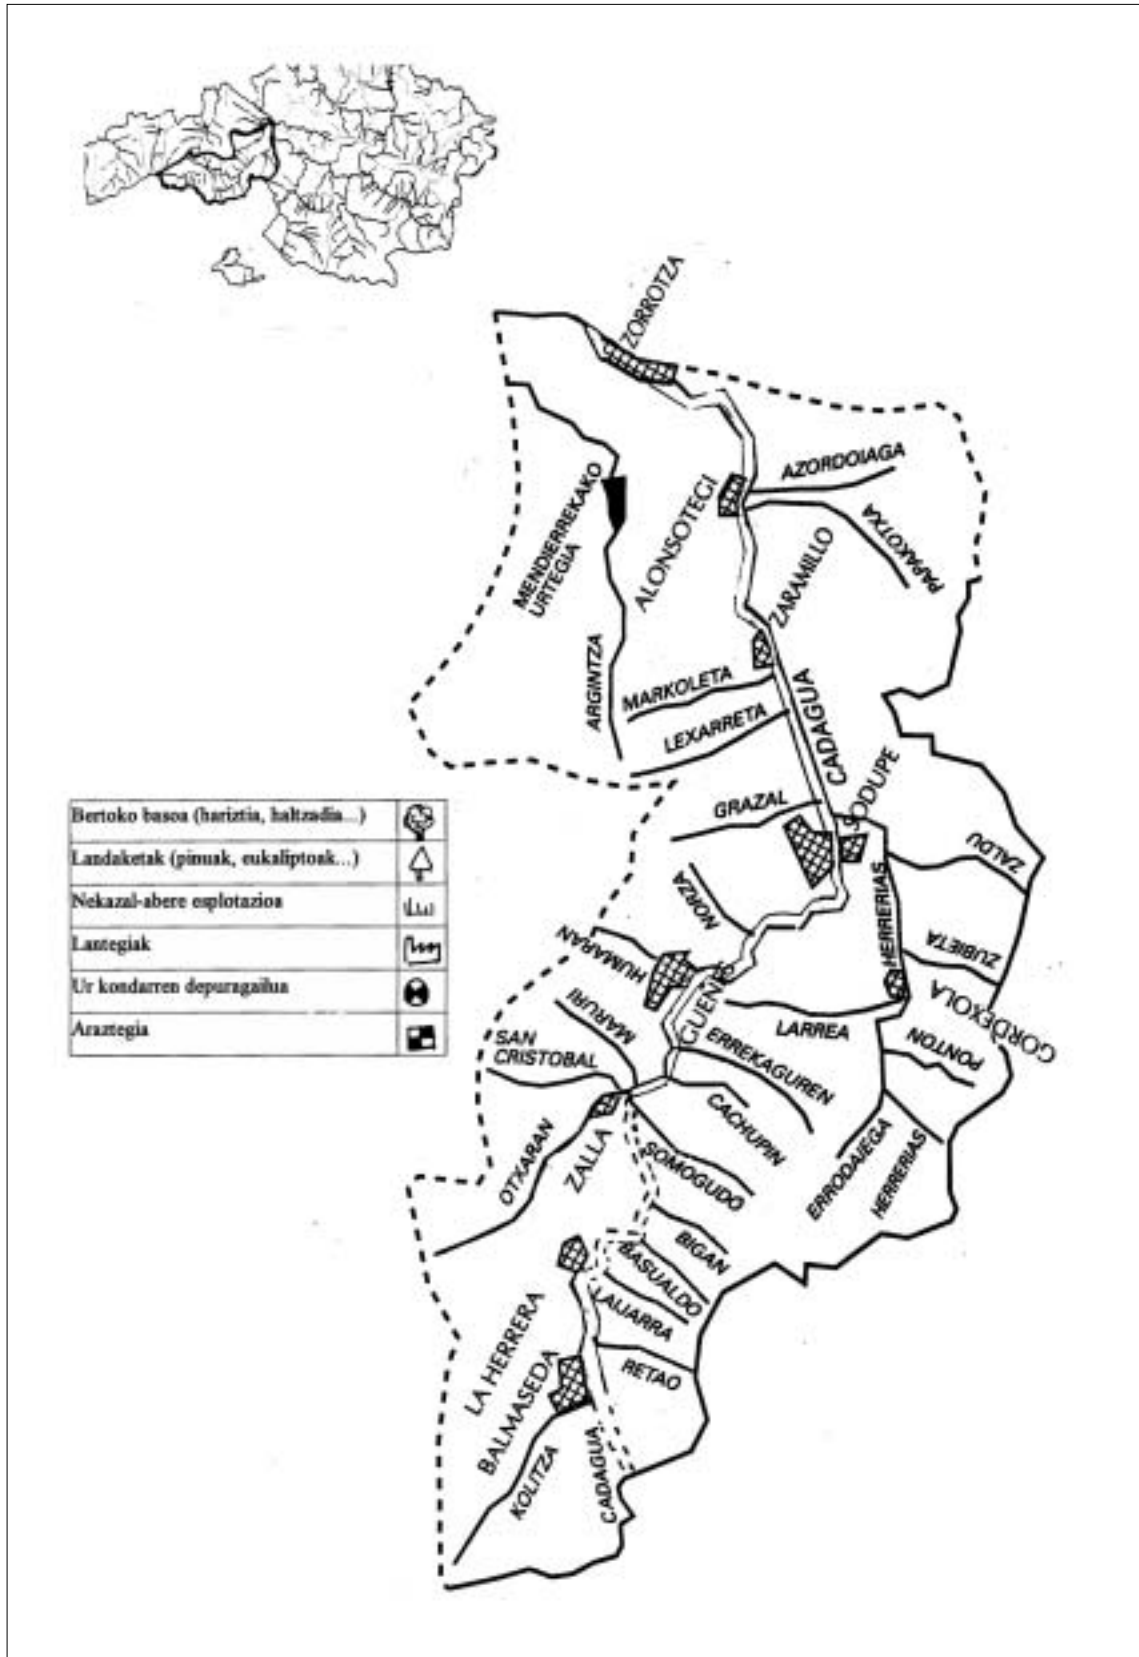 ZORROTZA
AZORDOIAGA
MENDIERREKAKO
URTEGIA
ALONSOTEGI
PAPAKOTXA
ZARAMILLO
ARGINTZA
MARKOLETA
LEXARRETA
CADAGUA
SODUPE
GRAZAL
ZALDU
Bertoko basoa (hariztia, haltzadia...)
Landaketak (pinuak, eukaliptoak...)
Nekazal-abere esplotazioa
Lantegiak
Ur kondarren depuragailua
Araztegia
NORZA
HERRERIAS
ZUBIETA
HUMARAN
GUEÑES
GORDEXOLA
MARURI
LARREA
PONTON
SAN
CRISTOBAL
ERREKAGUREN
CACHUPIN
OTXARAN
ZALLA
SOMOGUDO
ERRODAJEGA
HERRERIAS
BIGAN
BASUALDO
LAIJARRA
LA HERRERA
RETAO
BALMASEDA
KOLITZA
CADAGUA